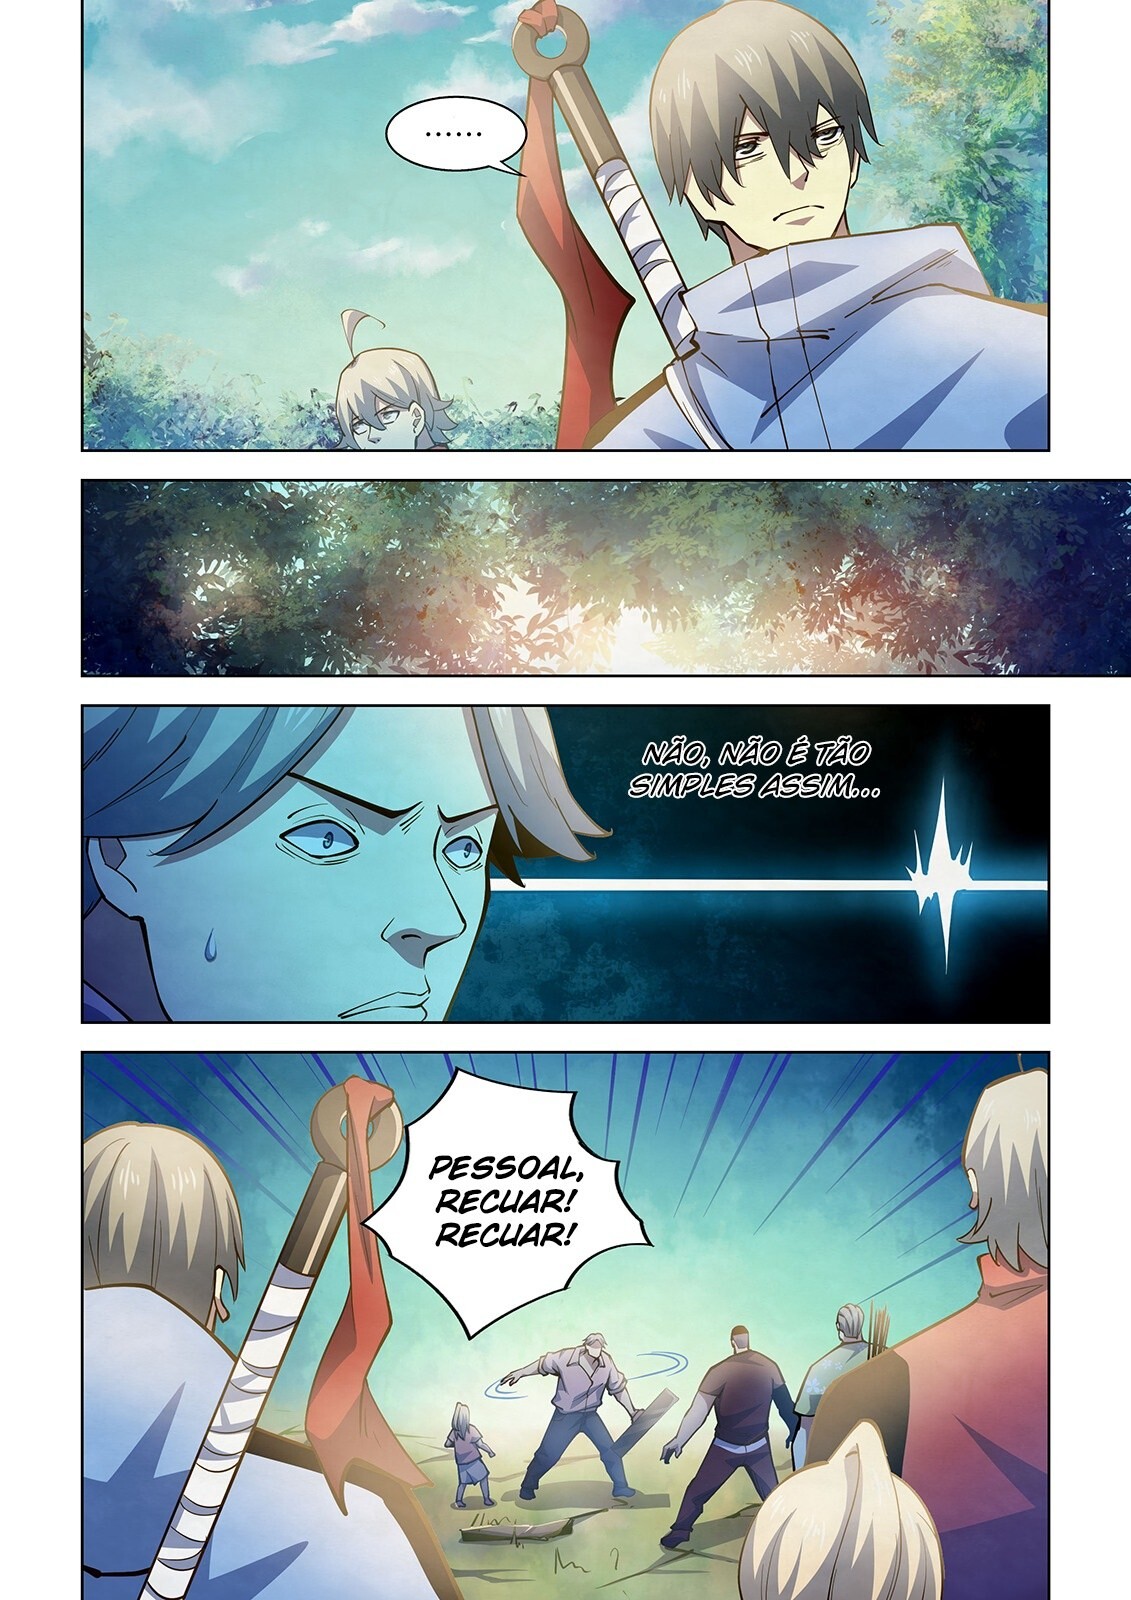 ......
NÃO, NÃO É TÃO
SIMPLES ASSIM...
PESSOAL,
RECUAR!
RECUAR!